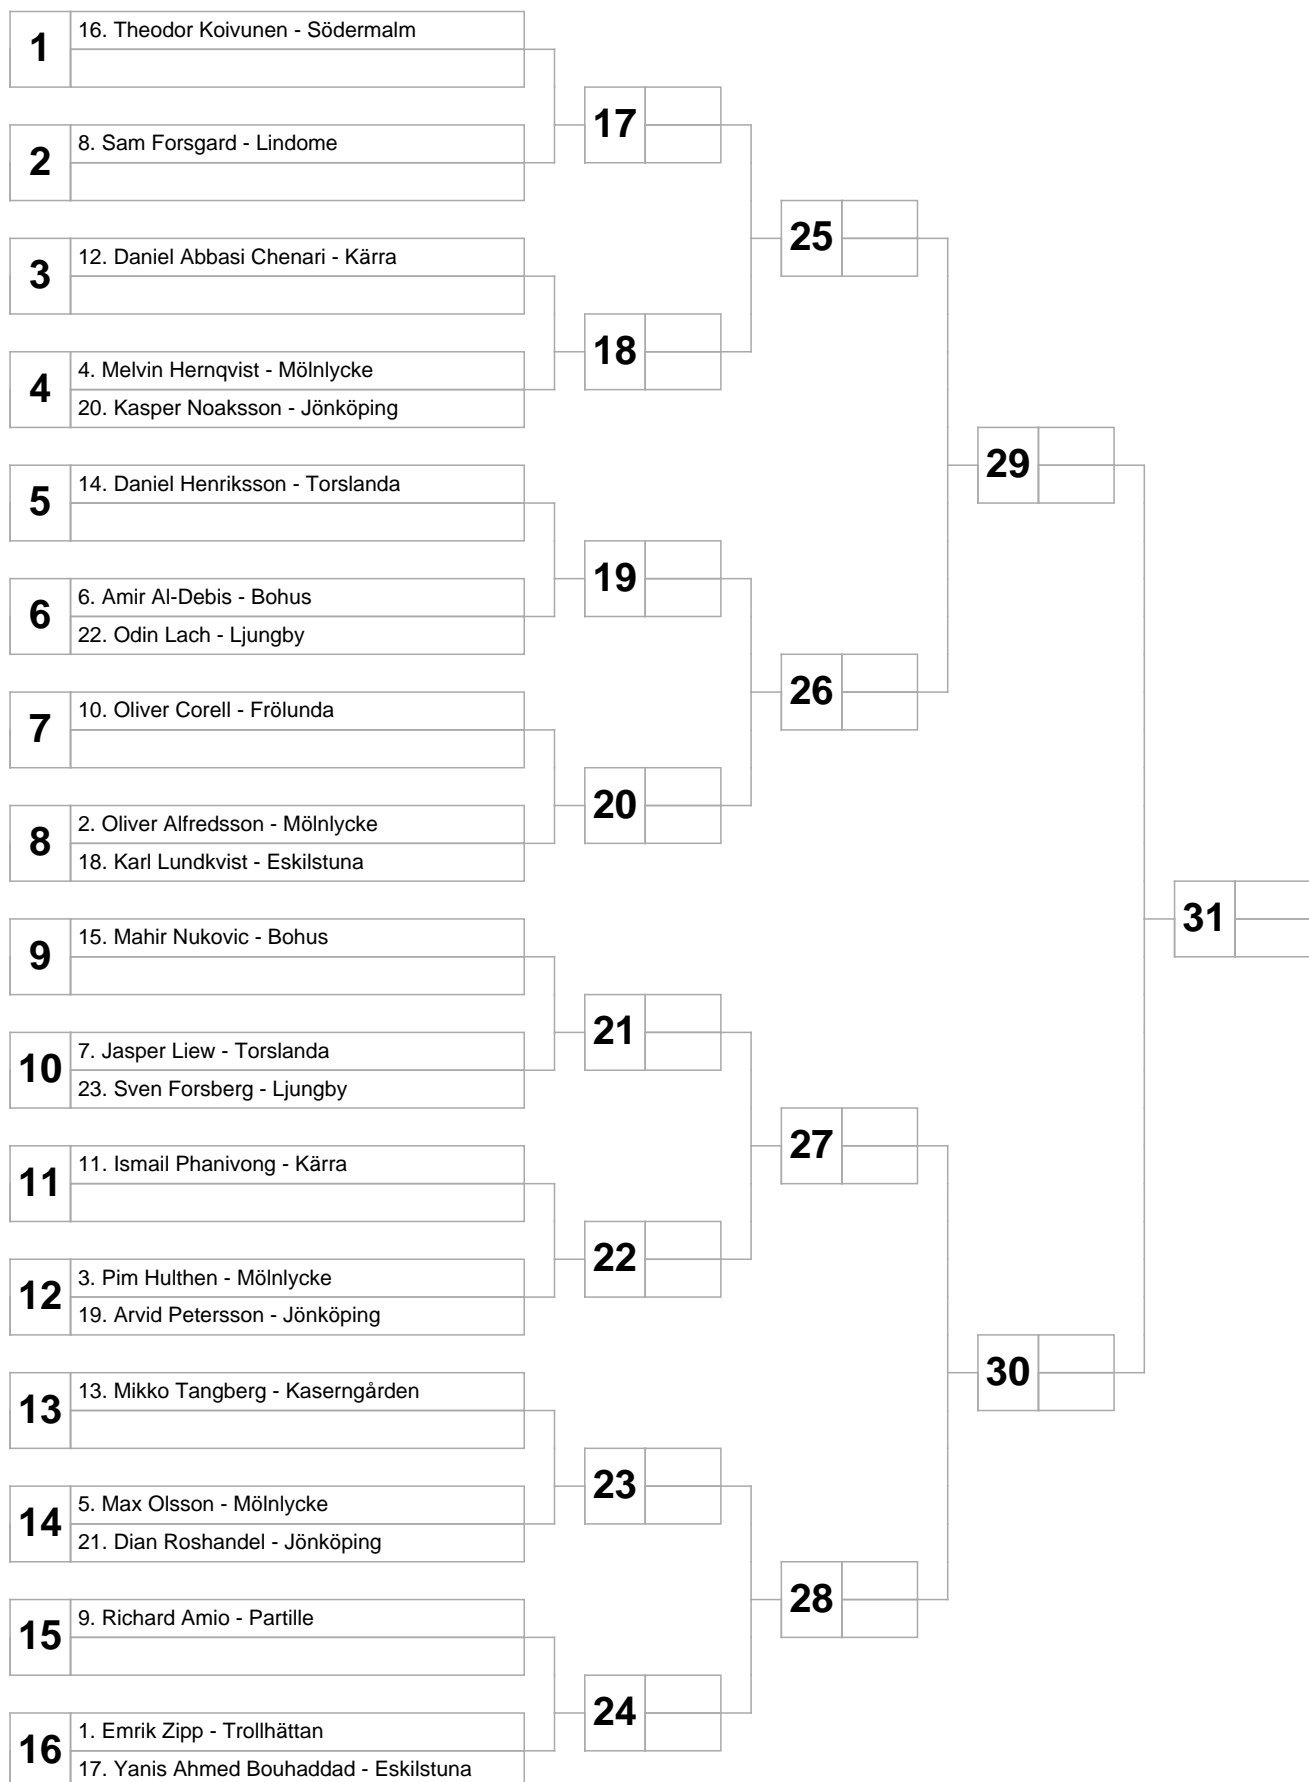 1
16. Theodor Koivunen - Södermalm
2
8. Sam Forsgard - Lindome
3
12. Daniel Abbasi Chenari - Kärra
4
4. Melvin Hernqvist - Mölnlycke
20. Kasper Noaksson - Jönköping
5
14. Daniel Henriksson - Torslanda
6
6. Amir Al-Debis - Bohus
22. Odin Lach - Ljungby
7
10. Oliver Corell - Frölunda
8
2. Oliver Alfredsson - Mölnlycke
18. Karl Lundkvist - Eskilstuna
9
15. Mahir Nukovic - Bohus
10
7. Jasper Liew - Torslanda
23. Sven Forsberg - Ljungby
11
11. Ismail Phanivong - Kärra
12
3. Pim Hulthen - Mölnlycke
19. Arvid Petersson - Jönköping
13
13. Mikko Tangberg - Kaserngården
14
5. Max Olsson - Mölnlycke
21. Dian Roshandel - Jönköping
15
9. Richard Amio - Partille
16
1. Emrik Zipp - Trollhättan
17. Yanis Ahmed Bouhaddad - Eskilstuna
17
18
19
20
21
22
23
24
25
26
27
28
29
30
31